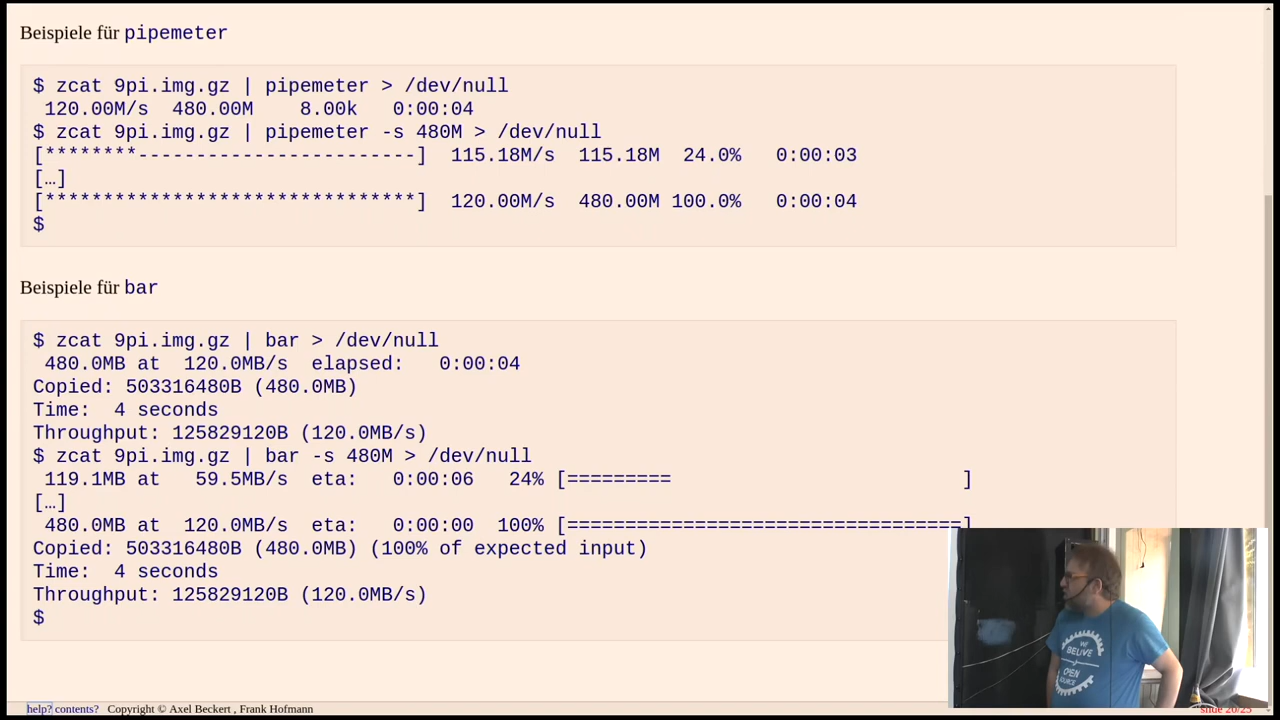 Beispiele für pipemeter
$ zcat 9pi.img.gz | pipemeter > /dev/null
120.00M/s  480.00M    8.00k   0:00:04
$ zcat 9pi.img.gz | pipemeter -s 480M > /dev/null
[********------------------------]  115.18M/s  115.18M  24.0%   0:00:03
[…]
[********************************]  120.00M/s  480.00M 100.0%   0:00:04
$
Beispiele für bar
$ zcat 9pi.img.gz | bar > /dev/null
480.0MB at  120.0MB/s  elapsed:   0:00:04
Copied: 503316480B (480.0MB)
Time:  4 seconds
Throughput: 125829120B (120.0MB/s)
$ zcat 9pi.img.gz | bar -s 480M > /dev/null
119.1MB at   59.5MB/s  eta:   0:00:06   24% [=========                         ]
[…]
480.0MB at  120.0MB/s  eta:   0:00:00  100% [==================================]
Copied: 503316480B (480.0MB) (100% of expected input)
Time:  4 seconds
Throughput: 125829120B (120.0MB/s)
$
W/
BELIVE
OPEN
SOURCE
help? contents? Copyright © Axel Beckert , Frank Hofmann
slide 20/25